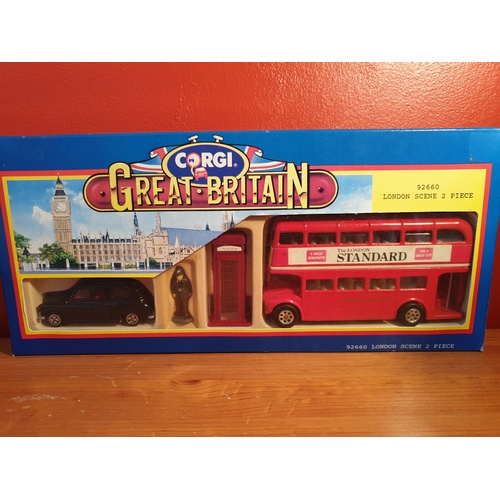 CORGI
GREAT·BRITAIN
92660
LONDON SCENE 2 PIECE
The LONDON
STANDARD
92660 LONDON SCENE 2 PIECE